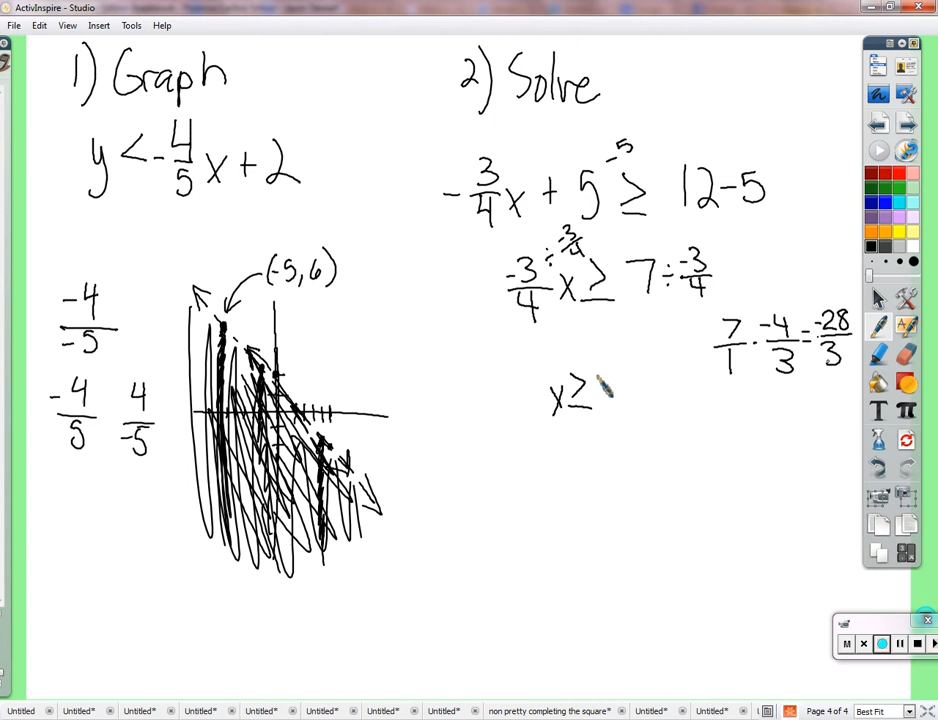 ActivInspire - Studio
File Edit View Insert Tools Help
1) Graph
y < -4/5 x + 2
(-5, 6)
-4/-5
-4/5 4/-5
2) Solve
-3/4 x + 5 -5 ≥ 12 -5
-3/4 ÷ -3/4 x ≥ 7 ÷ -3/4
7/1 · -4/3 = -28/3
x ≥
Untitled Untitled* Untitled* Untitled* Untitled* Untitled* non pretty completing the square* Untitled* Untitled* U Page 4 of 4 Best Fit